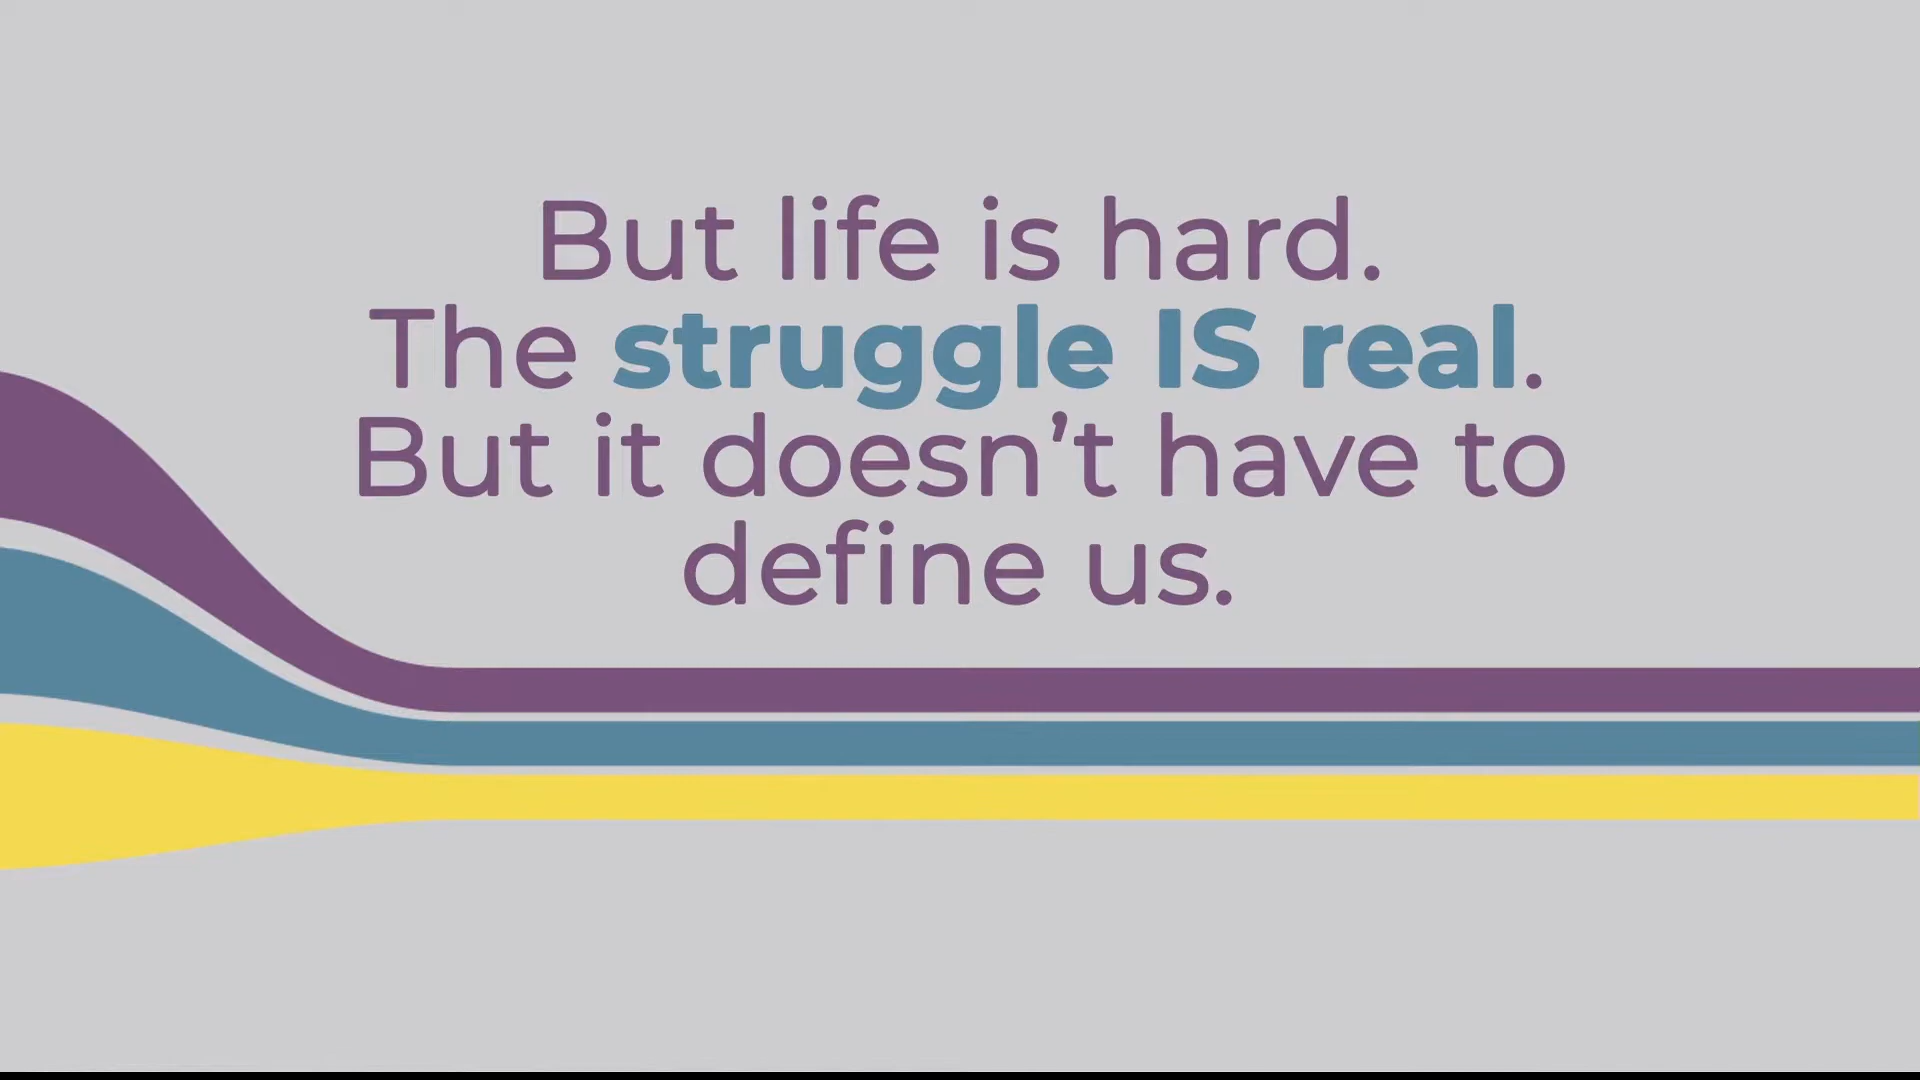 But life is hard.
The struggle IS real.
But it doesn’t have to
define us.